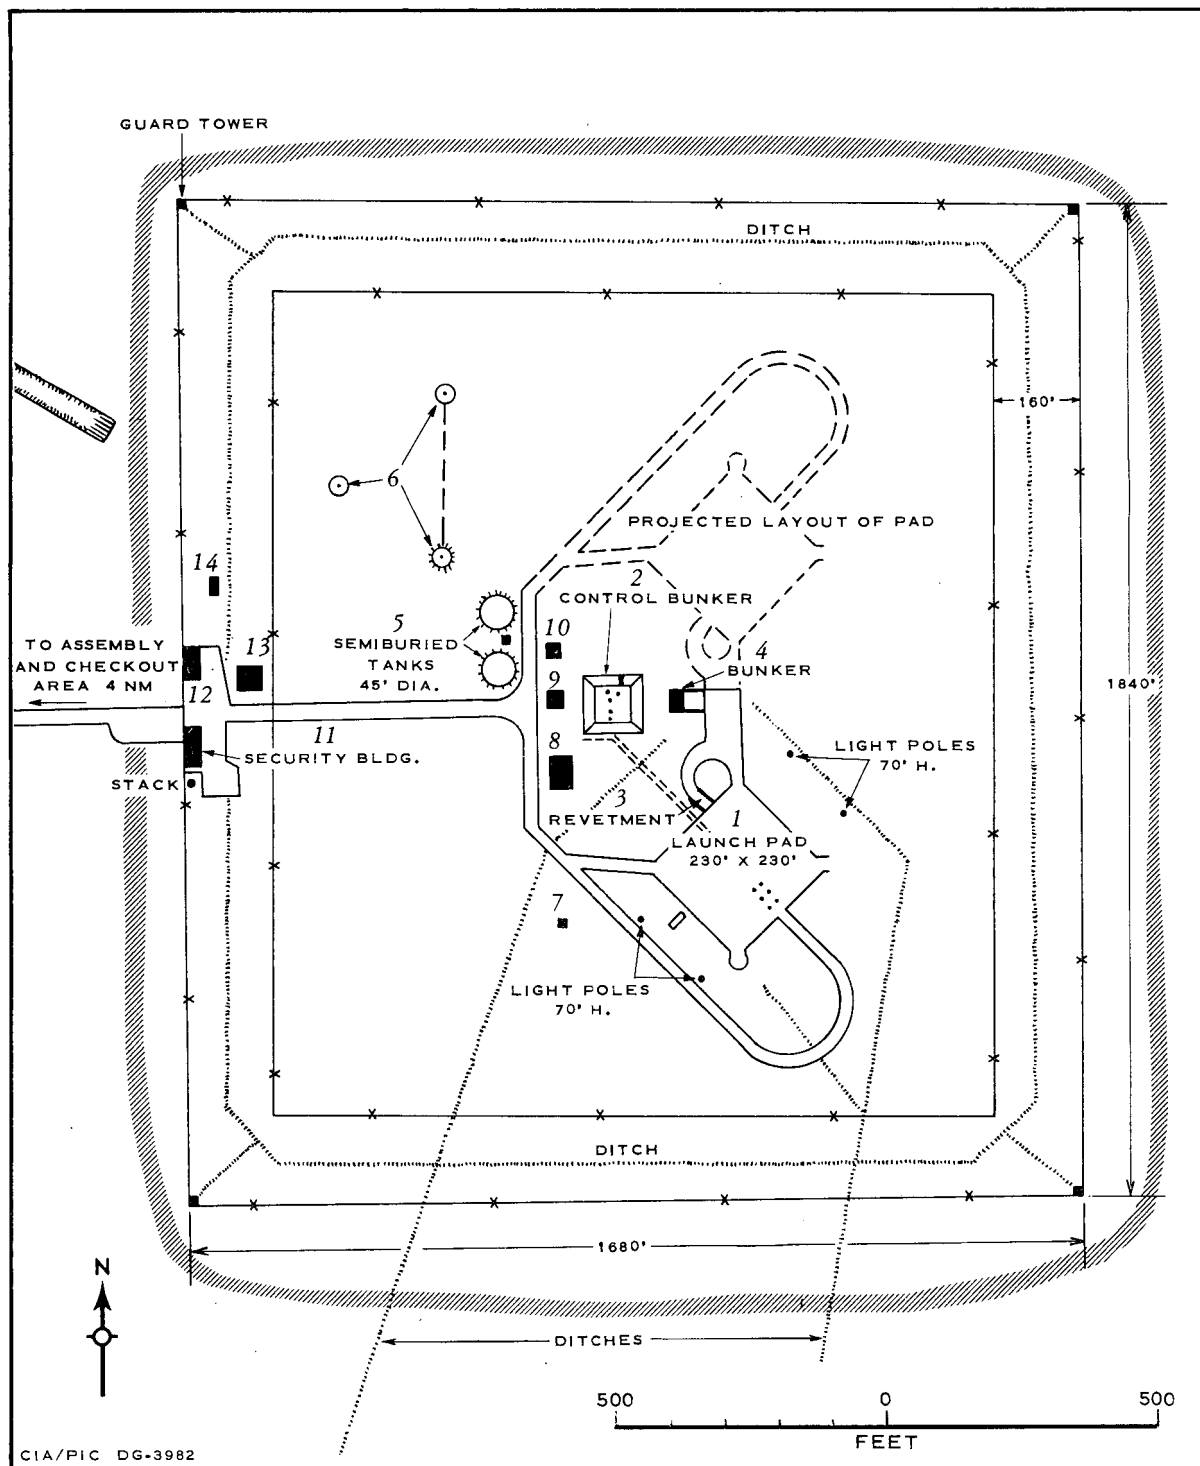 GUARD TOWER
DITCH
160'
6
PROJECTED LAYOUT OF PAD
14
2
CONTROL BUNKER
5
SEMIBURIED
TANKS
45' DIA.
10
4
BUNKER
TO ASSEMBLY
AND CHECKOUT
AREA 4 NM
13
12
9
1840'
11
SECURITY BLDG.
8
LIGHT POLES
70' H.
STACK
3
REVETMENT
1
LAUNCH PAD
230' X 230'
7
LIGHT POLES
70' H.
DITCH
1680'
N
DITCHES
500 0 500
FEET
CIA/PIC DG-3982